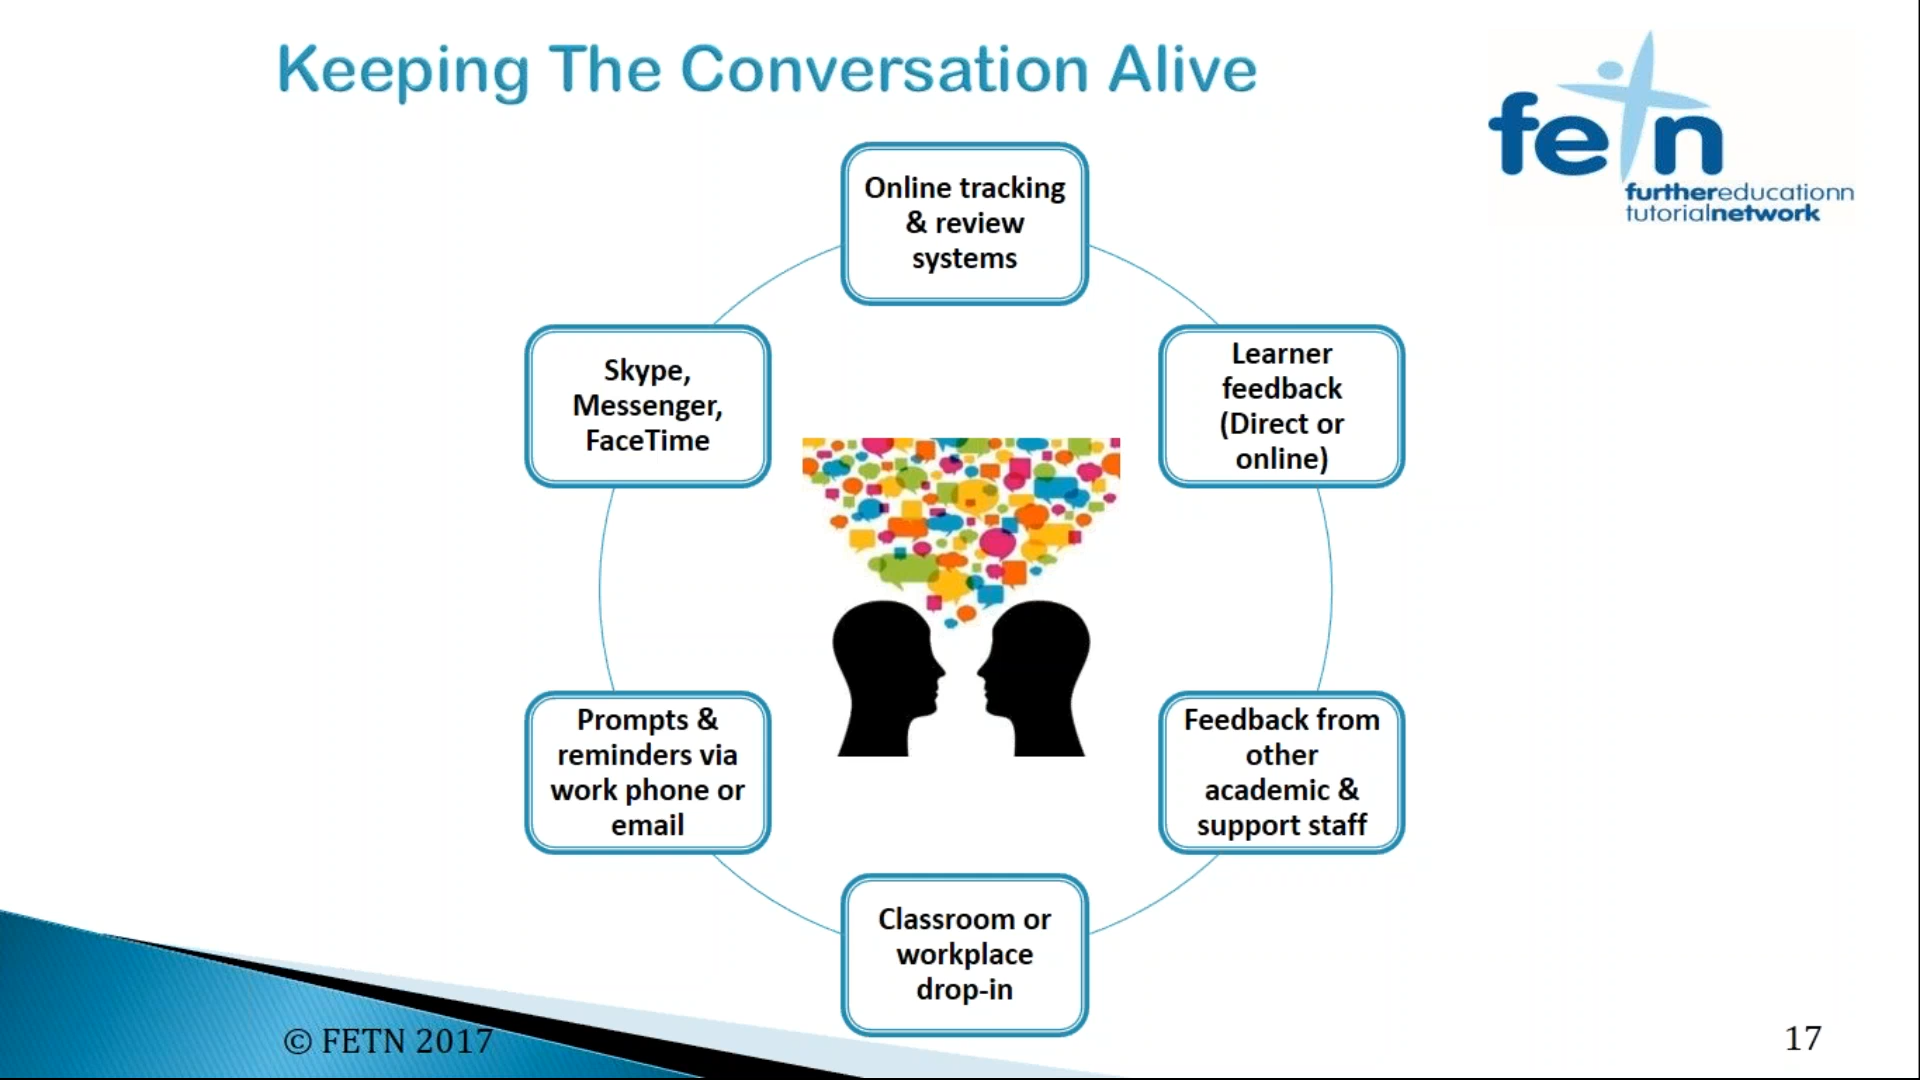 Keeping The Conversation Alive
fetn
furthereducationn
tutorialnetwork
Online tracking
& review
systems
Learner
feedback
(Direct or
online)
Feedback from
other
academic &
support staff
Classroom or
workplace
drop-in
Prompts &
reminders via
work phone or
email
Skype,
Messenger,
FaceTime
© FETN 2017
17